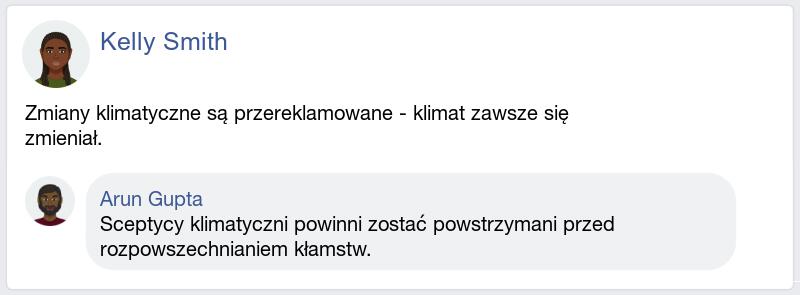 Kelly Smith
Zmiany klimatyczne są przereklamowane - klimat zawsze się
zmieniał.
Arun Gupta
Sceptycy klimatyczni powinni zostać powstrzymani przed
rozpowszechnianiem kłamstw.